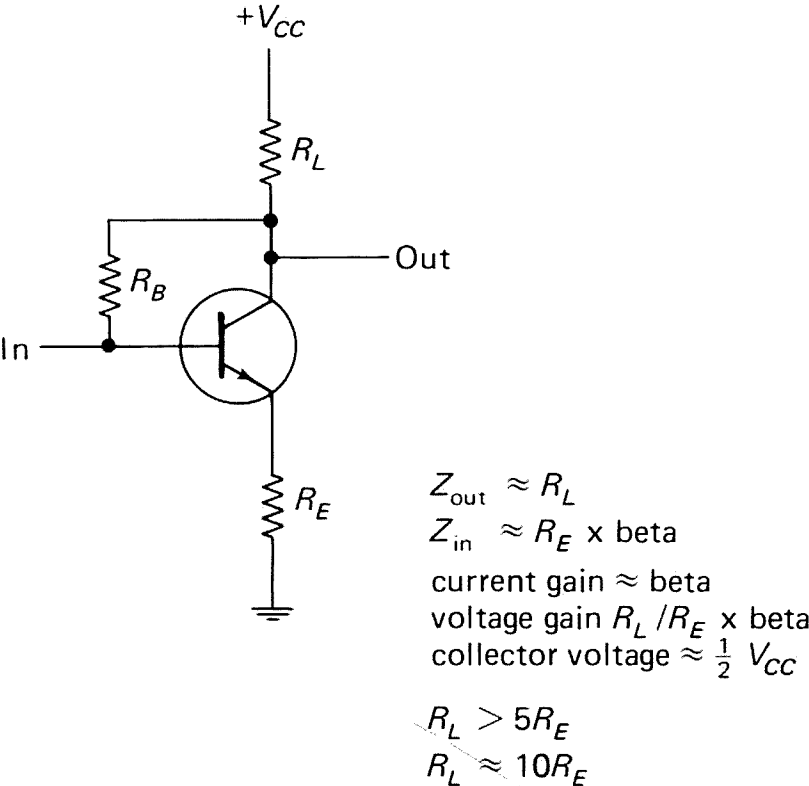 +V_CC
R_L
Out
R_B
In
R_E
Z_out ≈ R_L
Z_in ≈ R_E x beta
current gain ≈ beta
voltage gain R_L /R_E x beta
collector voltage ≈ 1/2 V_CC
R_L > 5R_E
R_L ≈ 10R_E